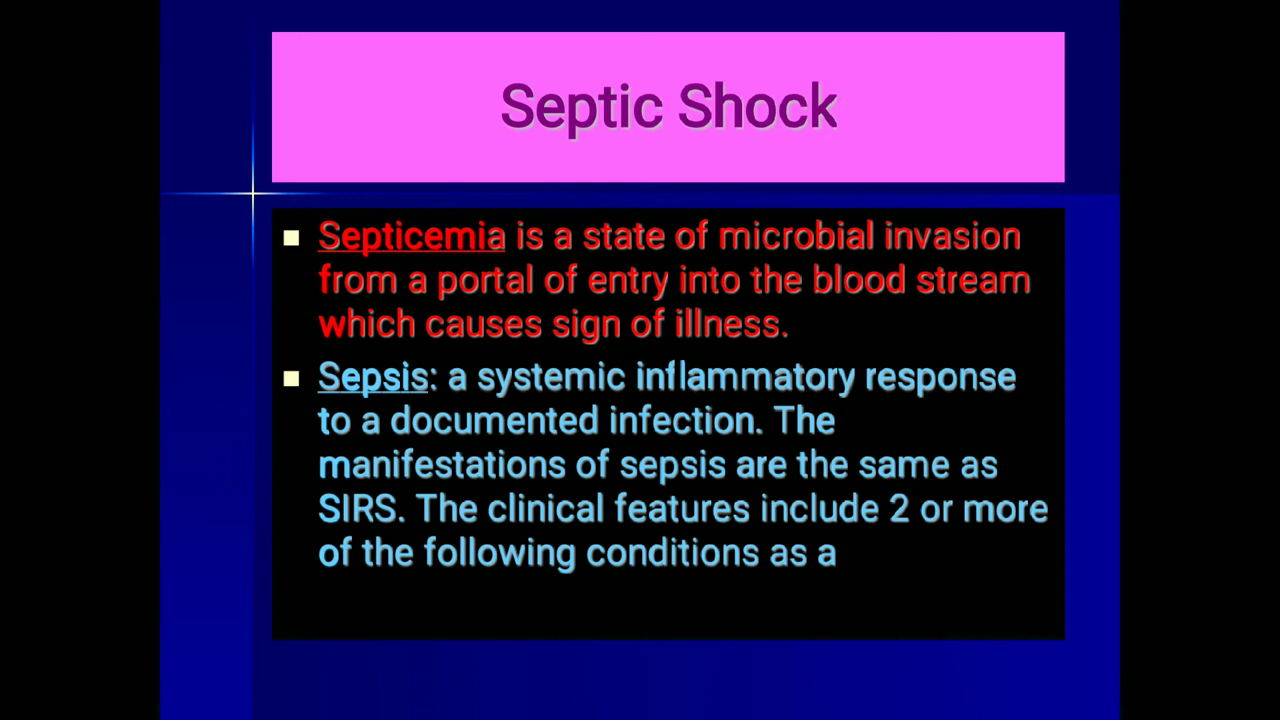 Septic Shock
Septicemia is a state of microbial invasion
from a portal of entry into the blood stream
which causes sign of illness.
Sepsis: a systemic inflammatory response
to a documented infection. The
manifestations of sepsis are the same as
SIRS. The clinical features include 2 or more
of the following conditions as a